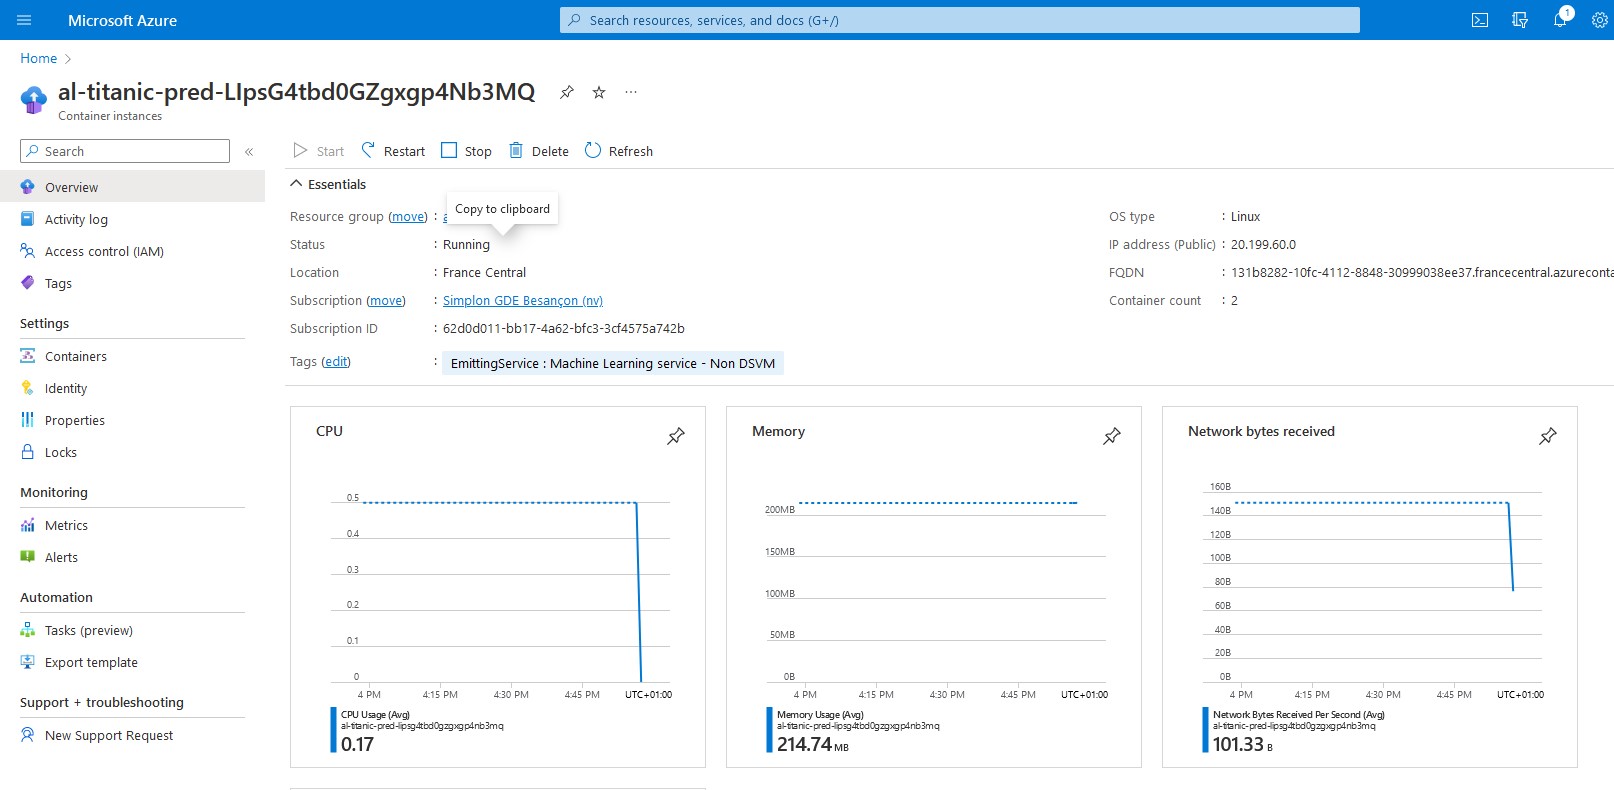 Microsoft Azure
Search resources, services, and docs (G+/)
1
Home
al-titanic-pred-LIpsG4tbd0GZgxgp4Nb3MQ
Container instances
Search
Start
Restart
Stop
Delete
Refresh
Overview
Activity log
Access control (IAM)
Tags
Settings
Containers
Identity
Properties
Locks
Monitoring
Metrics
Alerts
Automation
Tasks (preview)
Export template
Support + troubleshooting
New Support Request
Essentials
Copy to clipboard
Resource group (move) :
Status : Running
Location : France Central
Subscription (move) : Simplon GDE Besançon (nv)
Subscription ID : 62d0d011-bb17-4a62-bfc3-3cf4575a742b
Tags (edit) : EmittingService : Machine Learning service - Non DSVM
OS type : Linux
IP address (Public) : 20.199.60.0
FQDN : 131b8282-10fc-4112-8848-30999038ee37.francecentral.azureconta
Container count : 2
CPU
0.5
0.4
0.3
0.2
0.1
0
4 PM 4:15 PM 4:30 PM 4:45 PM UTC+01:00
CPU Usage (Avg)
al-titanic-pred-lipsg4tbd0gzgxgp4nb3mq
0.17
Memory
200MB
150MB
100MB
50MB
0B
4 PM 4:15 PM 4:30 PM 4:45 PM UTC+01:00
Memory Usage (Avg)
al-titanic-pred-lipsg4tbd0gzgxgp4nb3mq
214.74 MB
Network bytes received
160B
140B
120B
100B
80B
60B
40B
20B
0B
4 PM 4:15 PM 4:30 PM 4:45 PM UTC+01:00
Network Bytes Received Per Second (Avg)
al-titanic-pred-lipsg4tbd0gzgxgp4nb3mq
101.33 B